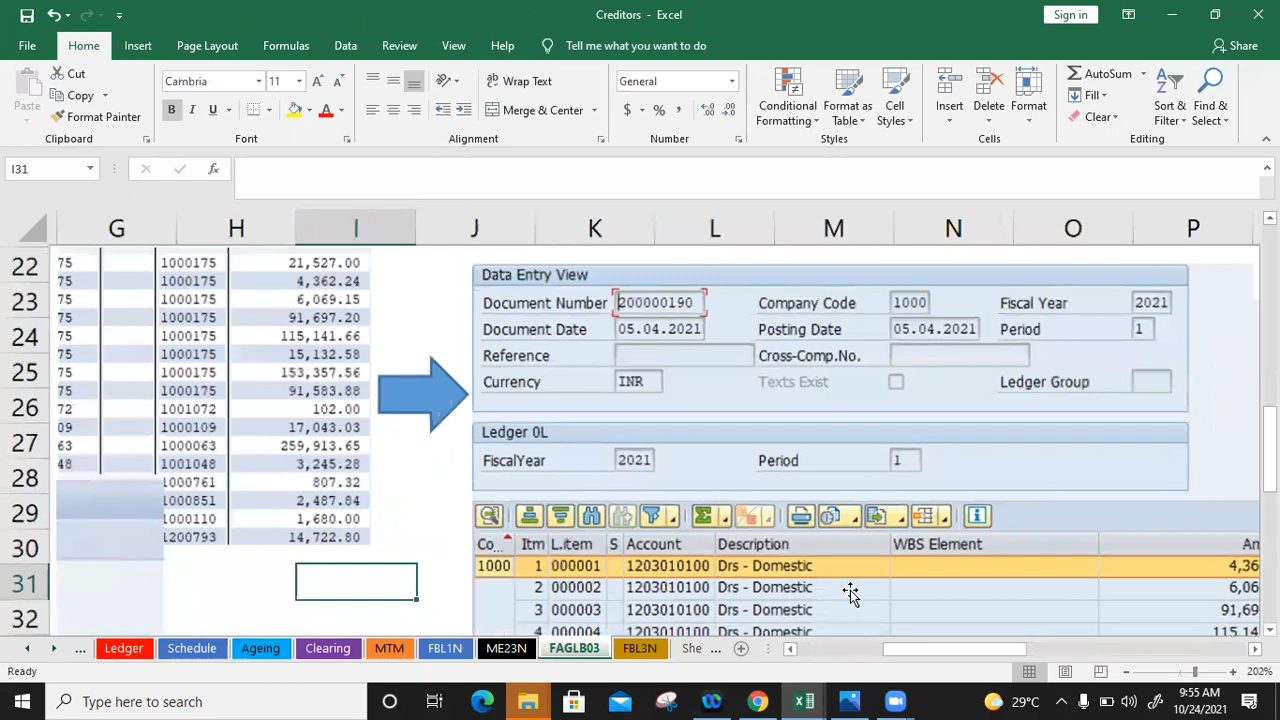 Creditors - Excel
Sign in
File Home Insert Page Layout Formulas Data Review View Help Tell me what you want to do Share
Cut
Copy
Format Painter
Paste
Clipboard
Cambria 11
B I U
Font
Wrap Text
Merge & Center
Alignment
General
Number
Conditional Formatting
Format as Table
Cell Styles
Styles
Insert Delete Format
Cells
AutoSum
Fill
Clear
Sort & Filter
Find & Select
Editing
I31
fx
G H I J K L M N O P
22
23
24
25
26
27
28
29
30
31
32
75 1000175 21,527.00
75 1000175 4,362.24
75 1000175 6,069.15
75 1000175 91,697.20
75 1000175 115,141.66
75 1000175 15,132.58
75 1000175 153,357.56
75 1000175 91,583.88
72 1001072 102.00
09 1000109 17,043.03
63 1000063 259,913.65
48 1001048 3,245.28
1000761 807.32
1000851 2,487.84
1000110 1,680.00
1200793 14,722.80
Data Entry View
Document Number 200000190 Company Code 1000 Fiscal Year 2021
Document Date 05.04.2021 Posting Date 05.04.2021 Period 1
Reference Cross-Comp.No.
Currency INR Texts Exist Ledger Group
Ledger 0L
FiscalYear 2021 Period 1
Co... Itm L.item S Account Description WBS Element Am
1000 1 000001 1203010100 Drs - Domestic 4,36
2 000002 1203010100 Drs - Domestic 6,06
3 000003 1203010100 Drs - Domestic 91,69
4 000004 1203010100 Drs - Domestic 115,14
... Ledger Schedule Ageing Clearing MTM FBL1N ME23N FAGLB03 FBL3N She ...
Ready
202%
Type here to search
29°C
9:55 AM
10/24/2021